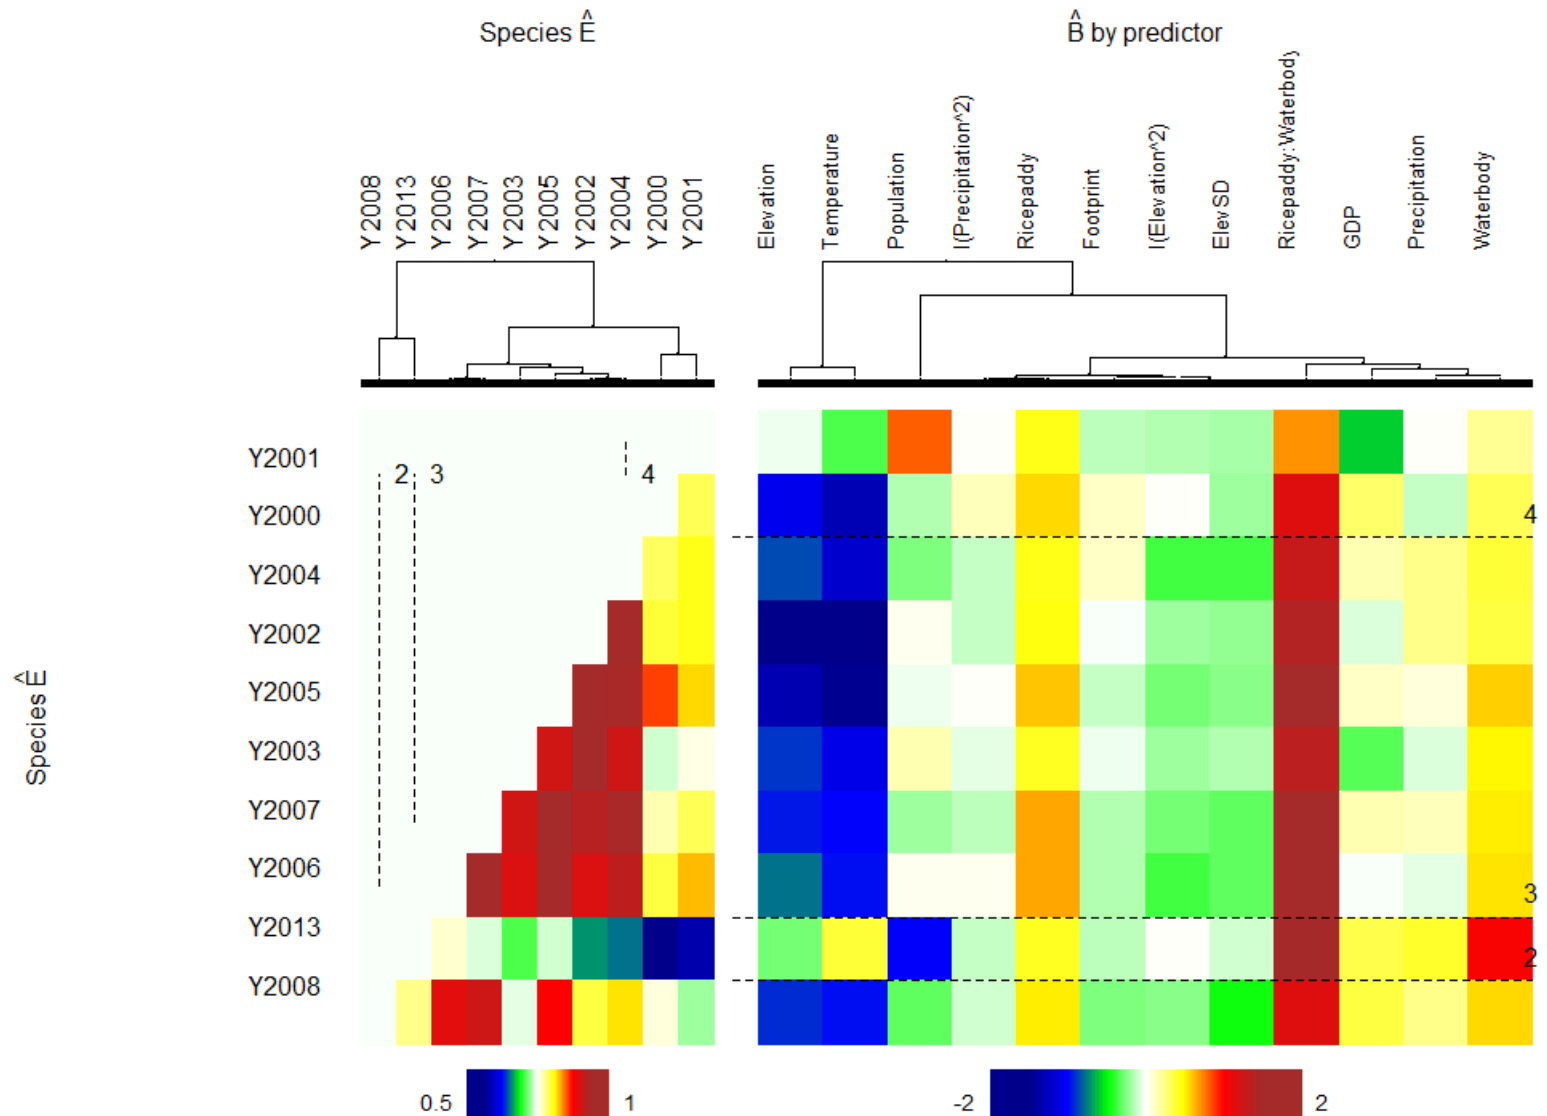 Species Ê
B̂ by predictor
Y2008
Y2013
Y2006
Y2007
Y2003
Y2005
Y2002
Y2004
Y2000
Y2001
Elevation
Temperature
Population
I(Precipitation^2)
Ricepaddy
Footprint
I(Elevation^2)
ElevSD
Ricepaddy:Waterbody
GDP
Precipitation
Waterbody
Species Ê
Y2001
Y2000
Y2004
Y2002
Y2005
Y2003
Y2007
Y2006
Y2013
Y2008
2 3 4
4
3
2
0.5 1
-2 2